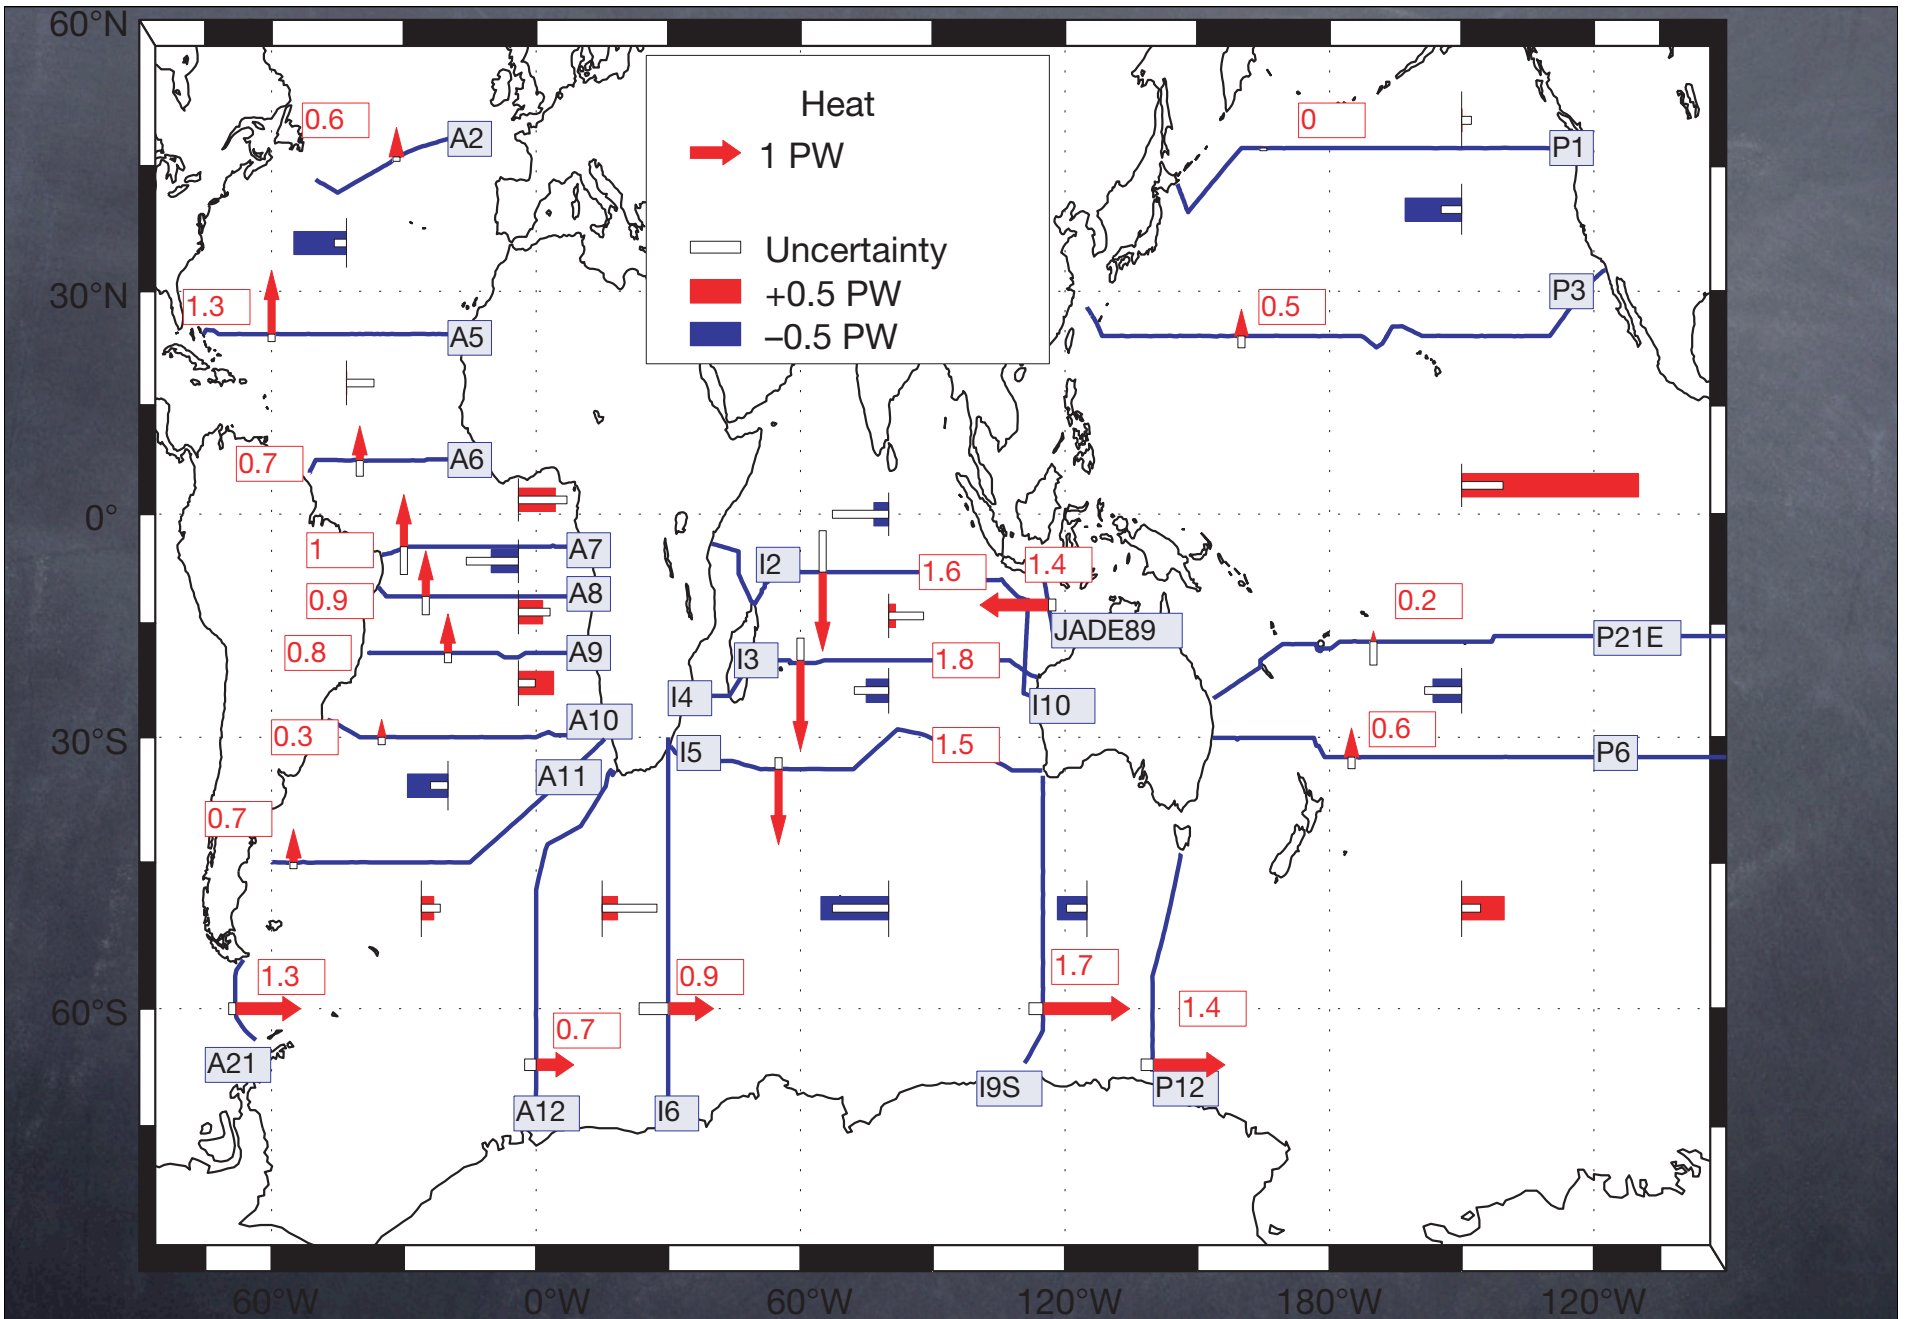 60°N
Heat
1 PW
Uncertainty
+0.5 PW
–0.5 PW
0.6
A2
0
P1
30°N
1.3
A5
0.5
P3
0.7
A6
0°
1
A7
0.9
A8
0.8
A9
I2
1.6
1.4
JADE89
0.2
P21E
I3
1.8
I4
I10
30°S
0.3
A10
A11
I5
1.5
0.6
P6
0.7
1.3
0.9
1.7
1.4
60°S
0.7
A21
A12
I6
I9S
P12
60°W
0°W
60°W
120°W
180°W
120°W